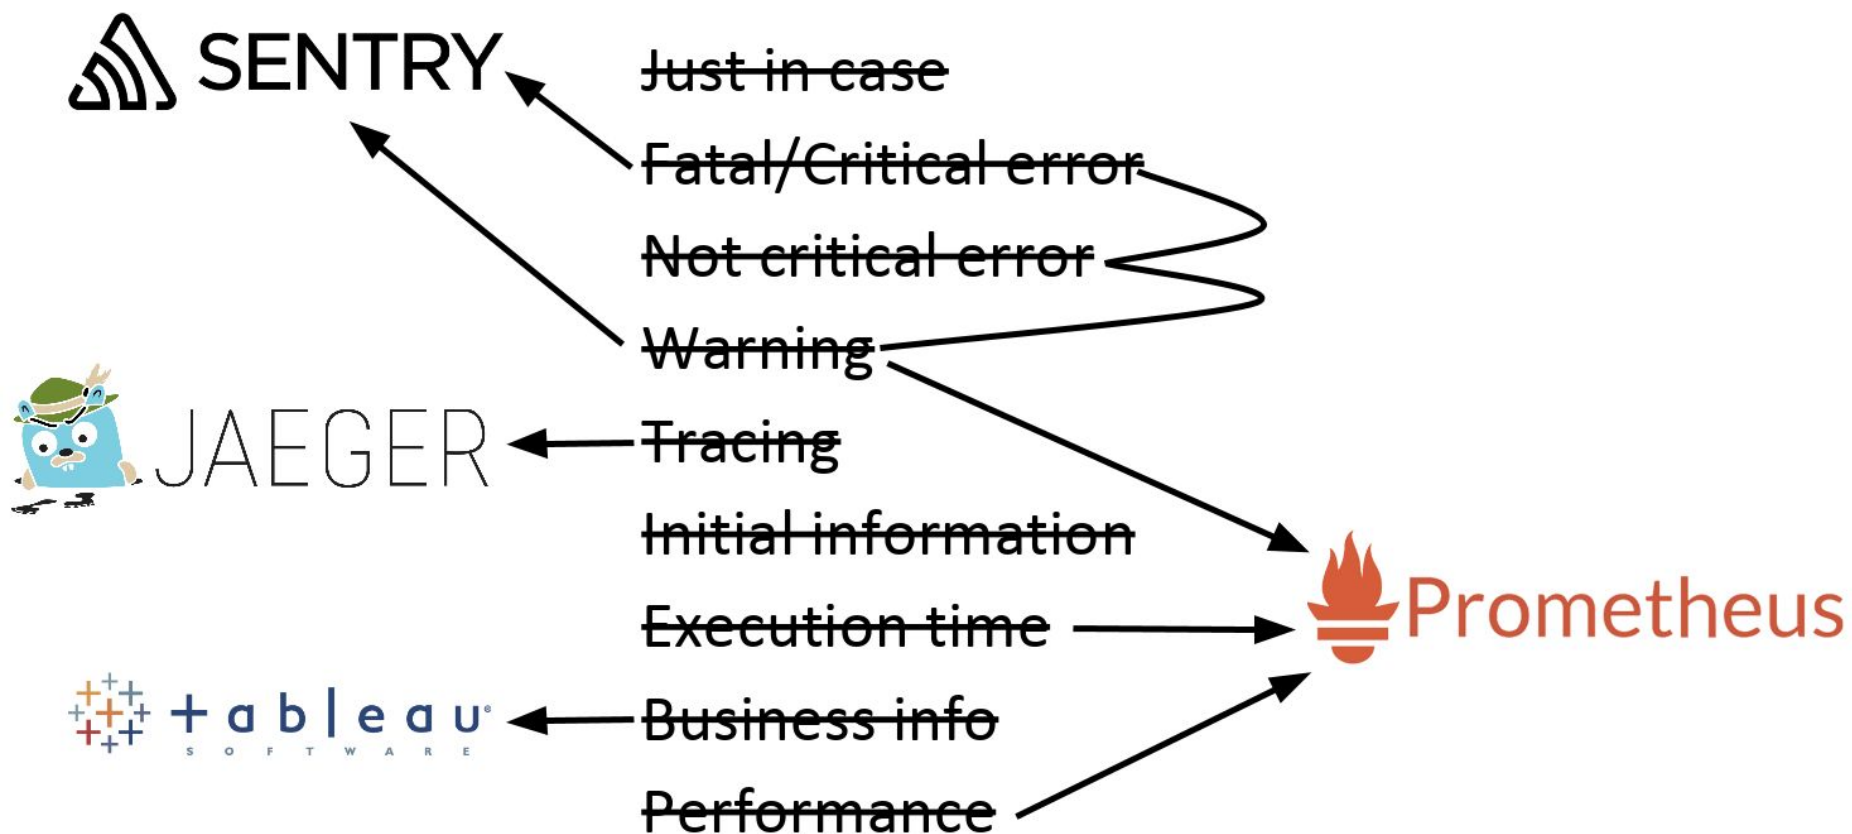 SENTRY
Just in case
Fatal/Critical error
Not critical error
Warning
JAEGER
Tracing
Initial information
Execution time
Prometheus
tableau®
SOFTWARE
Business info
Performance